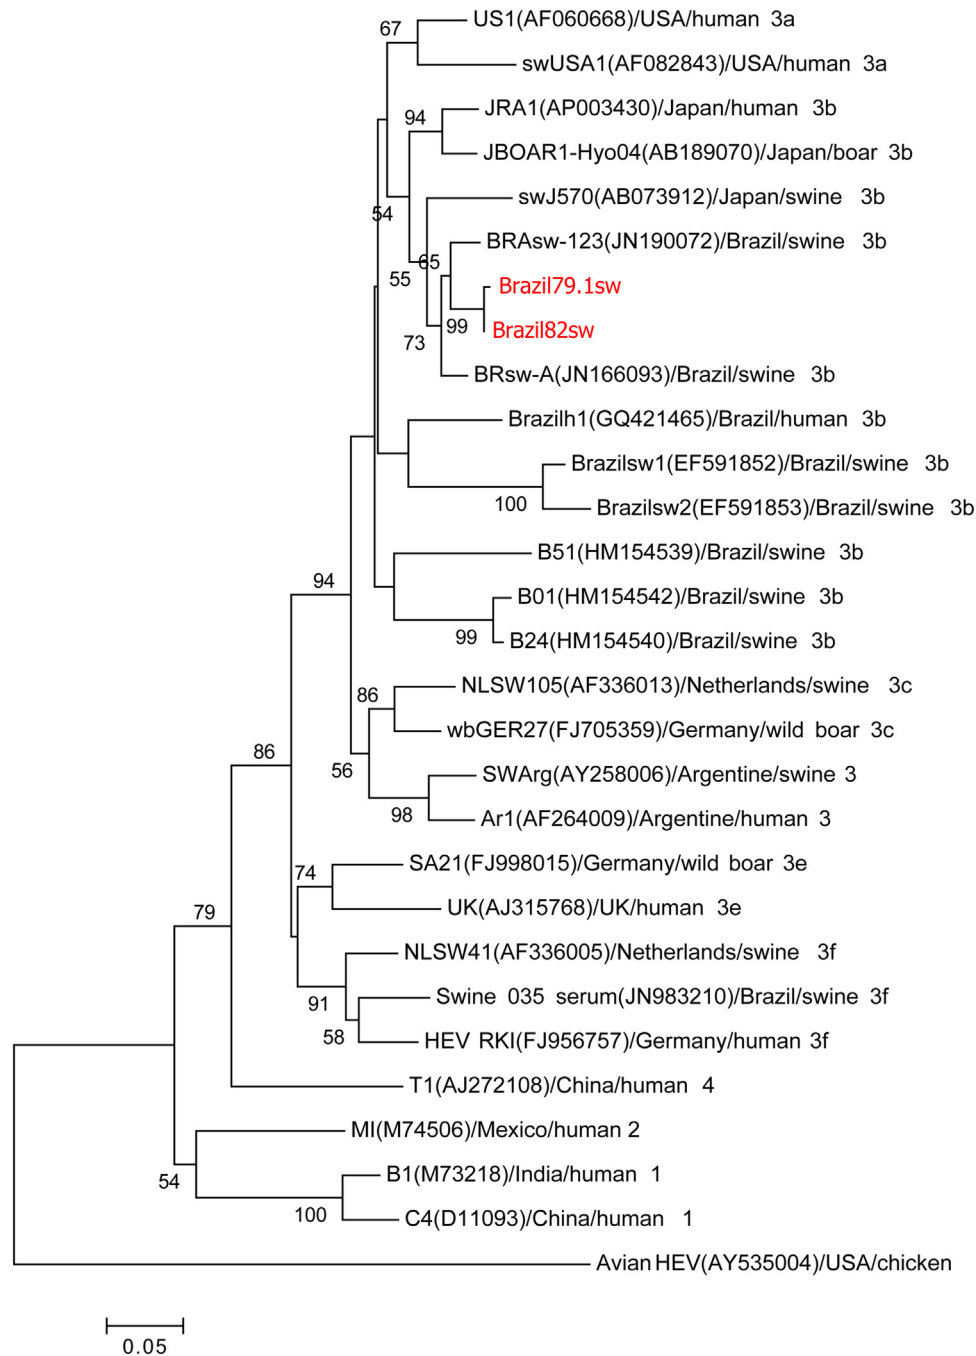 US1(AF060668)/USA/human 3a
67
swUSA1(AF082843)/USA/human 3a
JRA1(AP003430)/Japan/human 3b
94
JBOAR1-Hyo04(AB189070)/Japan/boar 3b
swJ570(AB073912)/Japan/swine 3b
54
BRAsw-123(JN190072)/Brazil/swine 3b
65
55
Brazil79.1sw
99
Brazil82sw
73
BRsw-A(JN166093)/Brazil/swine 3b
Brazilh1(GQ421465)/Brazil/human 3b
Brazilsw1(EF591852)/Brazil/swine 3b
100
Brazilsw2(EF591853)/Brazil/swine 3b
B51(HM154539)/Brazil/swine 3b
94
B01(HM154542)/Brazil/swine 3b
99
B24(HM154540)/Brazil/swine 3b
NLSW105(AF336013)/Netherlands/swine 3c
86
wbGER27(FJ705359)/Germany/wild boar 3c
86
56
SWArg(AY258006)/Argentine/swine 3
98
Ar1(AF264009)/Argentine/human 3
SA21(FJ998015)/Germany/wild boar 3e
74
UK(AJ315768)/UK/human 3e
79
NLSW41(AF336005)/Netherlands/swine 3f
91
Swine 035 serum(JN983210)/Brazil/swine 3f
58
HEV RKI(FJ956757)/Germany/human 3f
T1(AJ272108)/China/human 4
MI(M74506)/Mexico/human 2
54
B1(M73218)/India/human 1
100
C4(D11093)/China/human 1
Avian HEV(AY535004)/USA/chicken
0.05